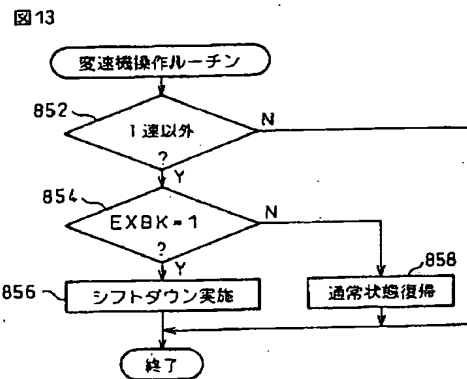 図13
変速機操作ルーチン
852
1速以外
?
N
Y
854
EXBK=1
?
N
Y
856
シフトダウン実施
858
通常状態復帰
終了